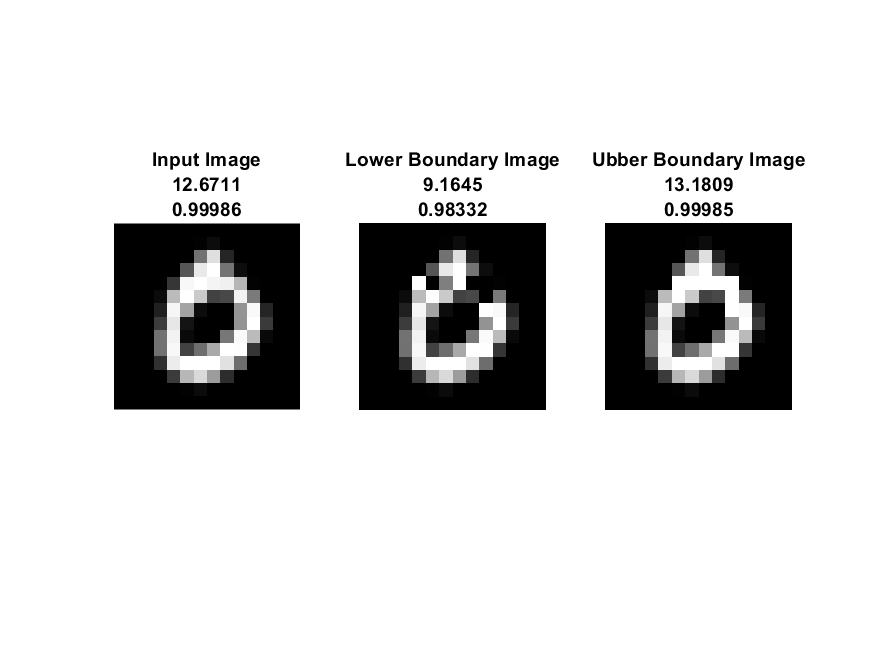 Input Image
12.6711
0.99986
Lower Boundary Image
9.1645
0.98332
Ubber Boundary Image
13.1809
0.99985